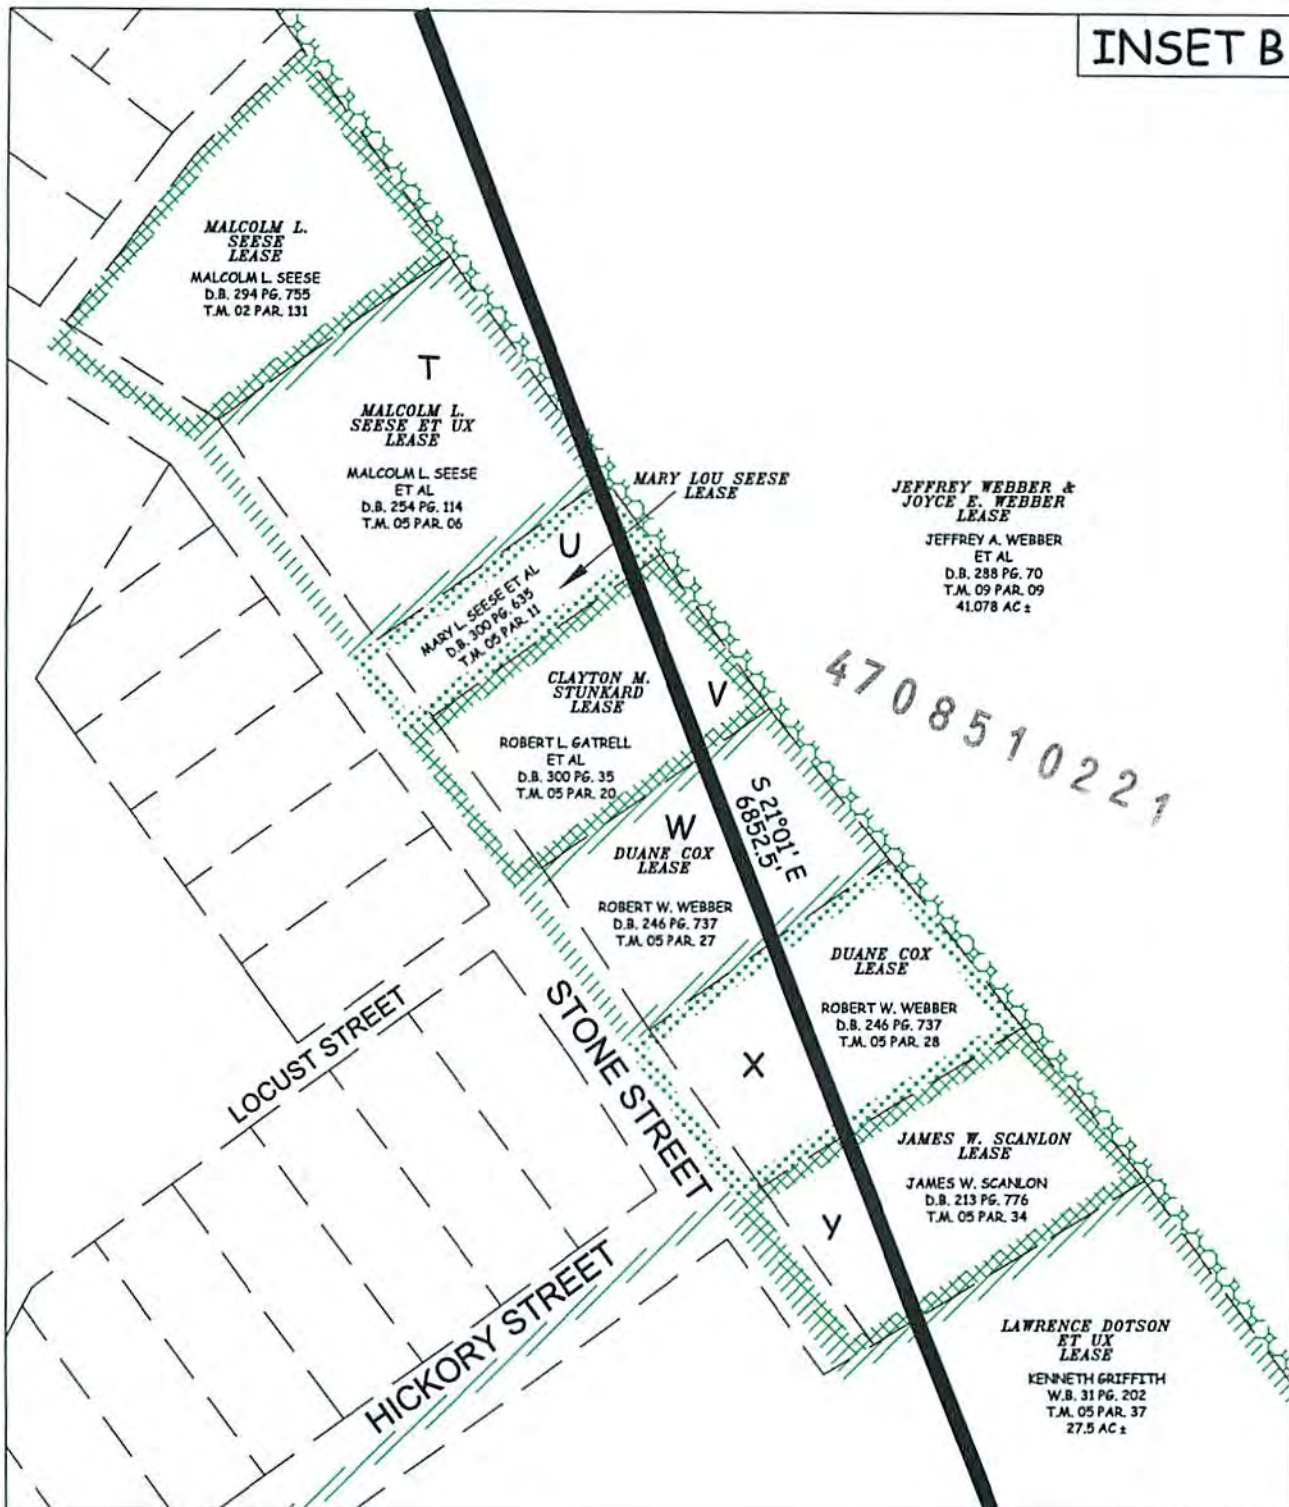 INSET B
MALCOLM L.
SEESE
LEASE
MALCOLM L. SEESE
D.B. 294 PG. 755
T.M. 02 PAR. 131
T
MALCOLM L.
SEESE ET UX
LEASE
MALCOLM L. SEESE
ET AL
D.B. 254 PG. 114
T.M. 05 PAR. 06
MARY LOU SEESE
LEASE
U
MARY L. SEESE ET AL
D.B. 300 PG. 635
T.M. 05 PAR. 11
JEFFREY WEBBER &
JOYCE E. WEBBER
LEASE
JEFFREY A. WEBBER
ET AL
D.B. 288 PG. 70
T.M. 09 PAR. 09
41.078 AC ±
4708510221
CLAYTON M.
STUNKARD
LEASE
V
ROBERT L. GATRELL
ET AL
D.B. 300 PG. 35
T.M. 05 PAR. 20
S 21°01' E
6852.5'
W
DUANE COX
LEASE
ROBERT W. WEBBER
D.B. 246 PG. 737
T.M. 05 PAR. 27
DUANE COX
LEASE
ROBERT W. WEBBER
D.B. 246 PG. 737
T.M. 05 PAR. 28
LOCUST STREET
STONE STREET
X
JAMES W. SCANLON
LEASE
JAMES W. SCANLON
D.B. 213 PG. 776
T.M. 05 PAR. 34
Y
HICKORY STREET
LAWRENCE DOTSON
ET UX
LEASE
KENNETH GRIFFITH
W.B. 31 PG. 202
T.M. 05 PAR. 37
27.5 AC ±